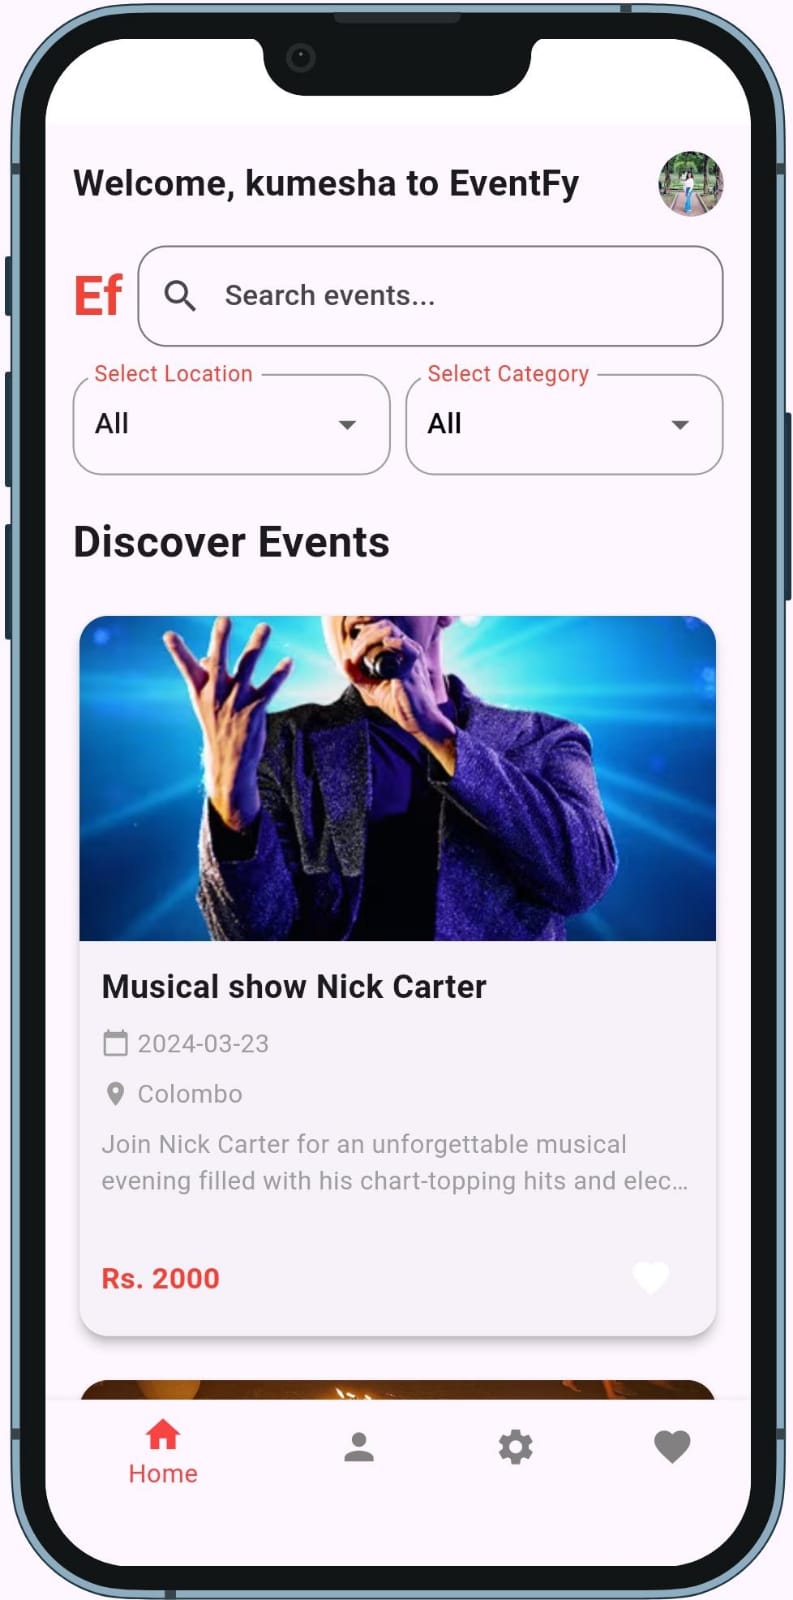 Welcome, kumesha to EventFy
Ef
Search events...
Select Location
Select Category
All
All
Discover Events
Musical show Nick Carter
2024-03-23
Colombo
Join Nick Carter for an unforgettable musical
evening filled with his chart-topping hits and elec...
Rs. 2000
Home